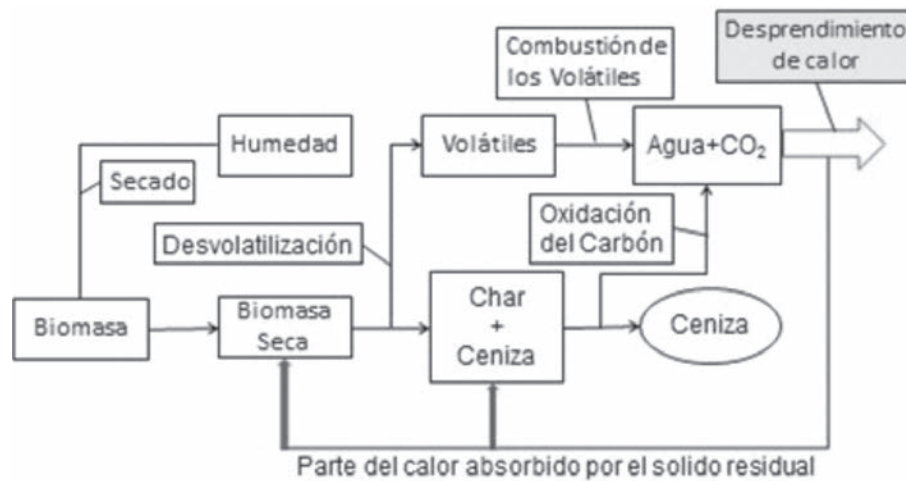 Desprendimiento
de calor
Combustión de
los Volátiles
Humedad
Volátiles
Agua+CO₂
Secado
Desvolatilización
Oxidación
del Carbón
Biomasa
Biomasa
Seca
Char
+
Ceniza
Ceniza
Parte del calor absorbido por el solido residual